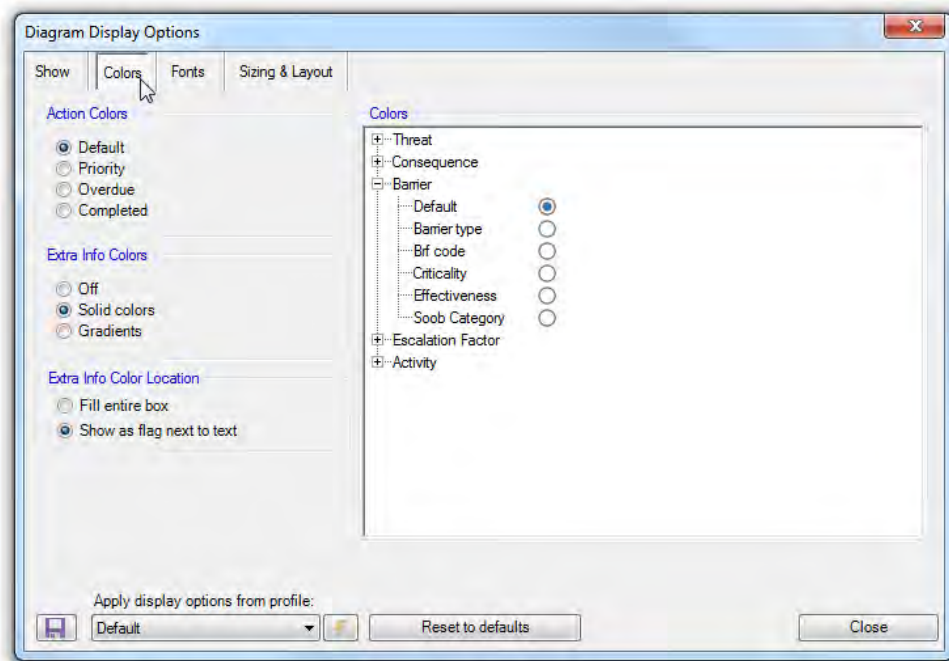 Diagram Display Options
Show Colors Fonts Sizing & Layout
Action Colors
Default
Priority
Overdue
Completed
Extra Info Colors
Off
Solid colors
Gradients
Extra Info Color Location
Fill entire box
Show as flag next to text
Colors
Threat
Consequence
Barrier
Default
Barrier type
Brf code
Criticality
Effectiveness
Soob Category
Escalation Factor
Activity
Apply display options from profile:
Default Reset to defaults Close